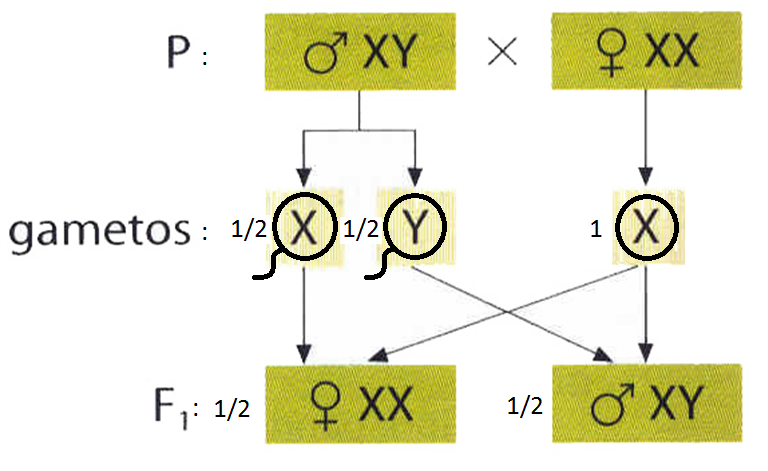 P : ♂ XY × ♀ XX
gametos : 1/2 X 1/2 Y 1 X
F₁: 1/2 ♀ XX 1/2 ♂ XY